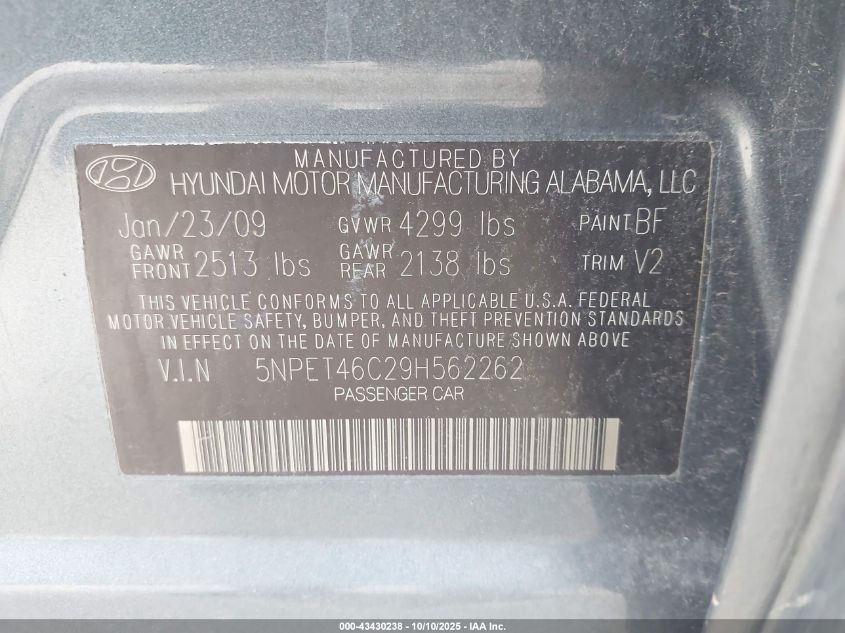 MANUFACTURED BY
HYUNDAI MOTOR MANUFACTURING ALABAMA, LLC
Jan/23/09 GVWR 4299 lbs PAINT BF
GAWR FRONT 2513 lbs GAWR REAR 2138 lbs TRIM V2
THIS VEHICLE CONFORMS TO ALL APPLICABLE U.S.A. FEDERAL
MOTOR VEHICLE SAFETY, BUMPER, AND THEFT PREVENTION STANDARDS
IN EFFECT ON THE DATE OF MANUFACTURE SHOWN ABOVE
V.I.N 5NPET46C29H562262
PASSENGER CAR
000-43430238 - 10/10/2025 - IAA Inc.